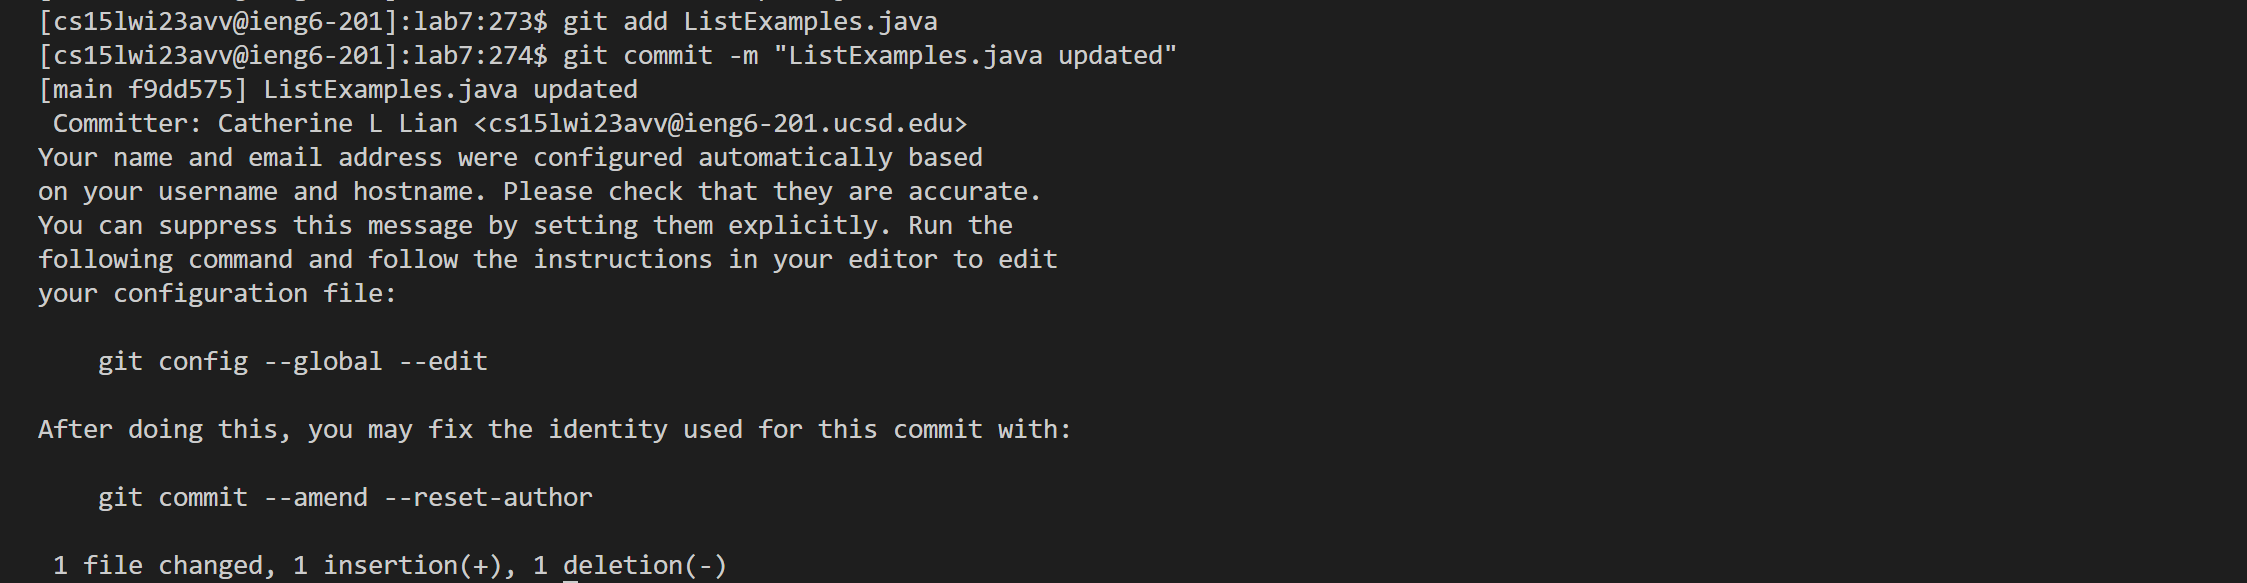 [cs15lwi23avv@ieng6-201]:lab7:273$ git add ListExamples.java
[cs15lwi23avv@ieng6-201]:lab7:274$ git commit -m "ListExamples.java updated"
[main f9dd575] ListExamples.java updated
 Committer: Catherine L Lian <cs15lwi23avv@ieng6-201.ucsd.edu>
Your name and email address were configured automatically based
on your username and hostname. Please check that they are accurate.
You can suppress this message by setting them explicitly. Run the
following command and follow the instructions in your editor to edit
your configuration file:

    git config --global --edit

After doing this, you may fix the identity used for this commit with:

    git commit --amend --reset-author

 1 file changed, 1 insertion(+), 1 deletion(-)